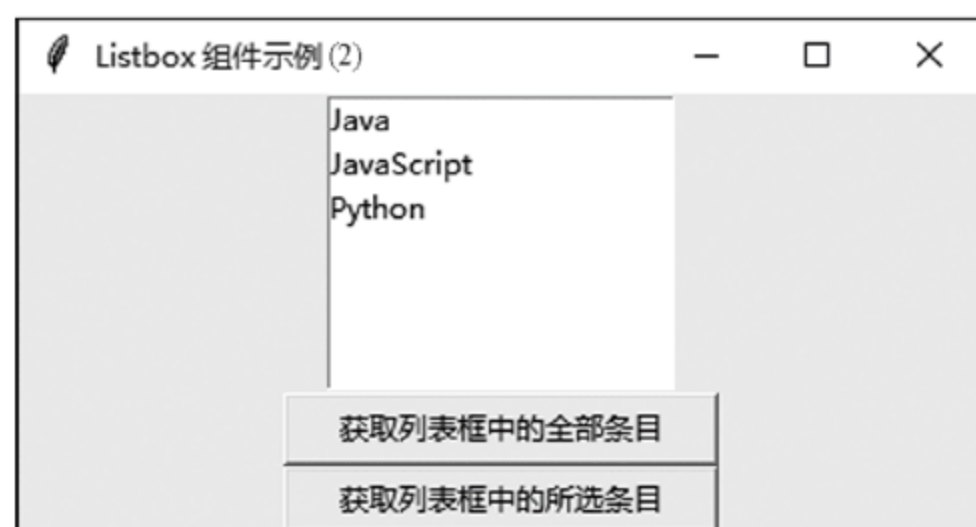 Listbox 组件示例 (2)
Java
JavaScript
Python
获取列表框中的全部条目
获取列表框中的所选条目